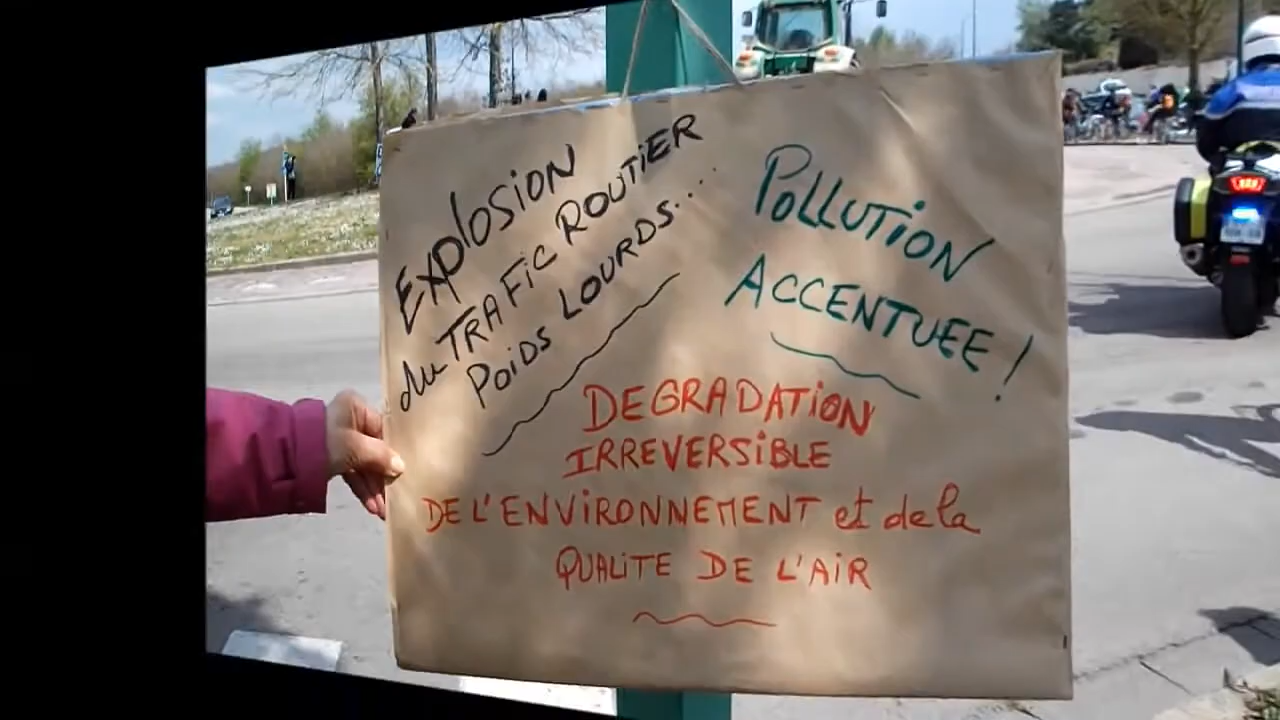 EXPlosioN
du TRAFiC ROUTiER
POiDS LOURDS....
POLLUTiON
ACCENTUEE !
DEGRADATiON
IRREVERSiBLE
DE L'ENViRONNEMENT et de la
QUALiTE DE L'AiR